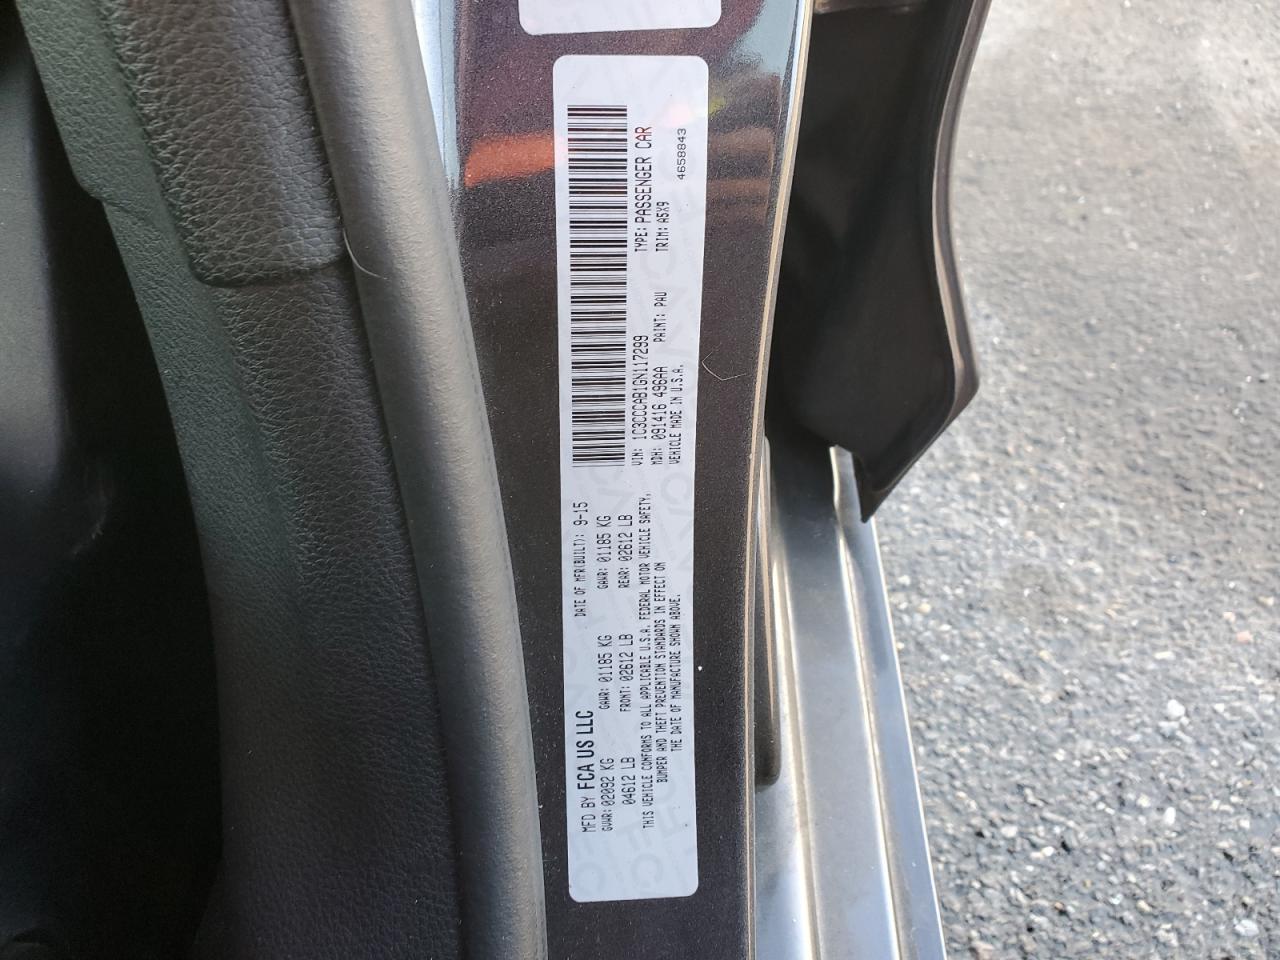 MFD BY FCA US LLC DATE OF MFR(BUILT): 9-15
GVWR: 02092 KG GAWR: 01185 KG GAWR: 01185 KG
04612 LB FRONT: 02612 LB REAR: 02612 LB
THIS VEHICLE CONFORMS TO ALL APPLICABLE U.S.A. FEDERAL MOTOR VEHICLE SAFETY,
BUMPER AND THEFT PREVENTION STANDARDS IN EFFECT ON
THE DATE OF MANUFACTURE SHOWN ABOVE.
VIN: 1C3CCCAB1GN117299 TYPE: PASSENGER CAR
MDH: 091416 496AA PAINT: PAU TRIM: A5X9
VEHICLE MADE IN U.S.A. 4658843